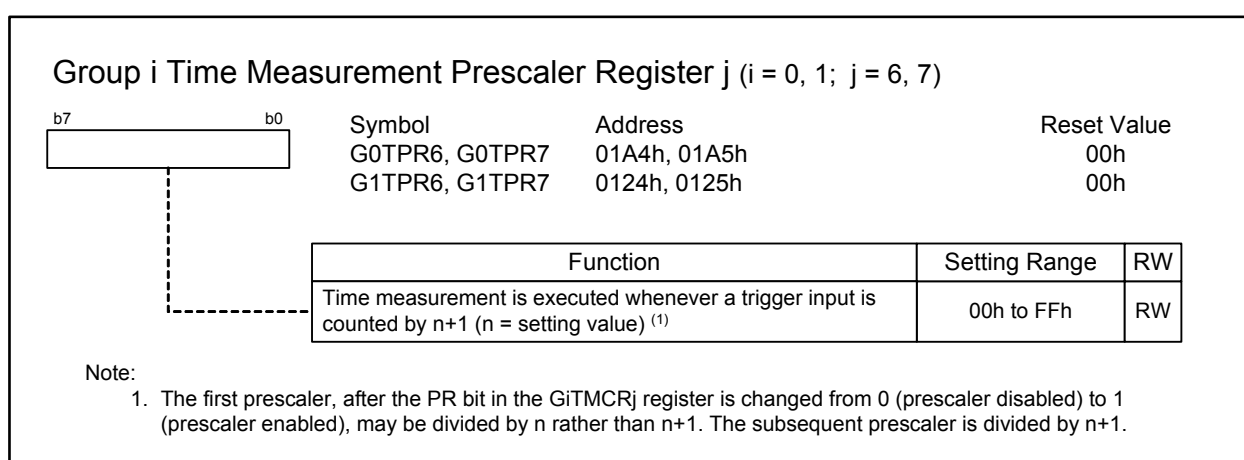 Group i Time Measurement Prescaler Register j (i = 0, 1; j = 6, 7)
b7 b0 Symbol Address Reset Value
G0TPR6, G0TPR7 01A4h, 01A5h 00h
G1TPR6, G1TPR7 0124h, 0125h 00h
Function Setting Range RW
Time measurement is executed whenever a trigger input is
counted by n+1 (n = setting value) (1) 00h to FFh RW
Note:
1. The first prescaler, after the PR bit in the GiTMCRj register is changed from 0 (prescaler disabled) to 1
(prescaler enabled), may be divided by n rather than n+1. The subsequent prescaler is divided by n+1.